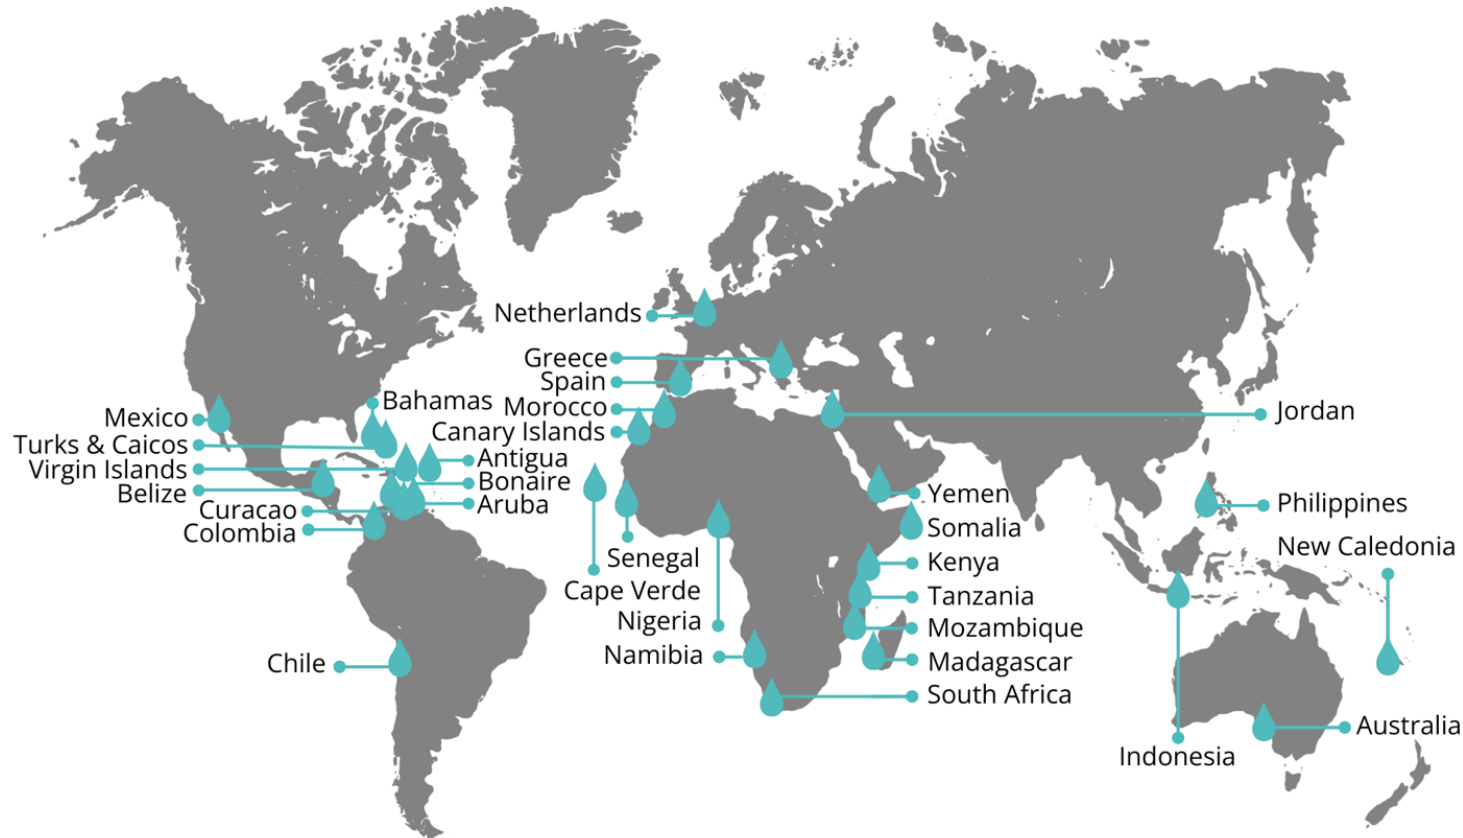 Netherlands
Greece
Spain
Morocco
Canary Islands
Bahamas
Mexico
Turks & Caicos
Virgin Islands
Belize
Curacao
Colombia
Antigua
Bonaire
Aruba
Jordan
Yemen
Somalia
Kenya
Tanzania
Mozambique
Madagascar
South Africa
Senegal
Cape Verde
Nigeria
Namibia
Chile
Philippines
New Caledonia
Australia
Indonesia